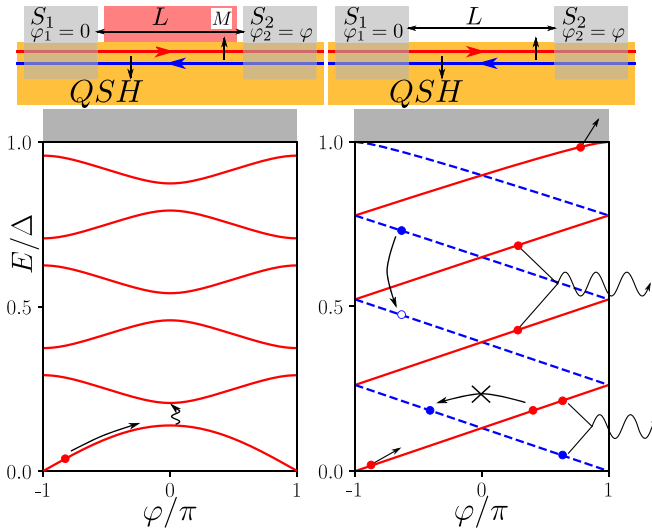 S₁ L M S₂
φ₁ = 0 φ₂ = φ
QSH
S₁ L S₂
φ₁ = 0 φ₂ = φ
QSH
E/Δ
1.0
0.5
0.0
-1 0 1
φ/π
1.0
0.5
0.0
-1 0 1
φ/π